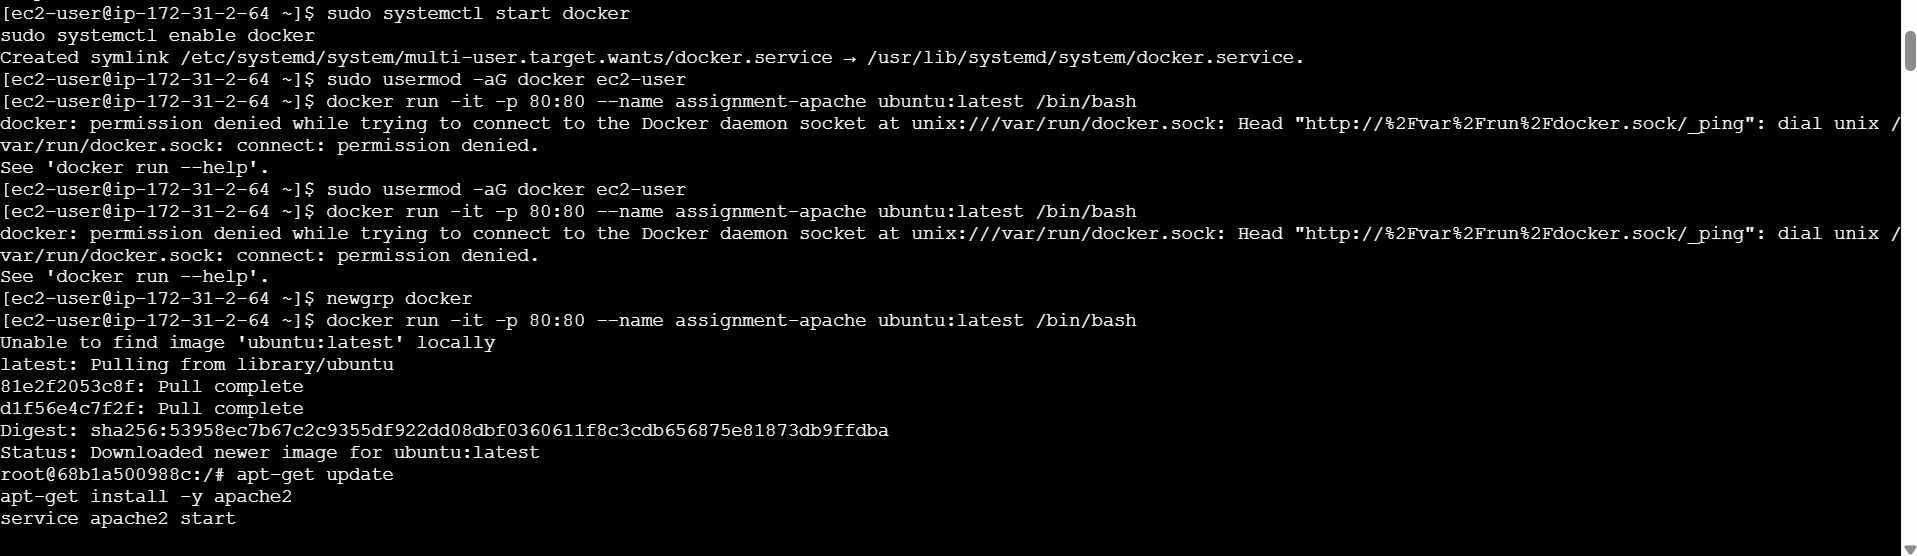 [ec2-user@ip-172-31-2-64 ~]$ sudo systemctl start docker
sudo systemctl enable docker
Created symlink /etc/systemd/system/multi-user.target.wants/docker.service → /usr/lib/systemd/system/docker.service.
[ec2-user@ip-172-31-2-64 ~]$ sudo usermod -aG docker ec2-user
[ec2-user@ip-172-31-2-64 ~]$ docker run -it -p 80:80 --name assignment-apache ubuntu:latest /bin/bash
docker: permission denied while trying to connect to the Docker daemon socket at unix:///var/run/docker.sock: Head "http://%2Fvar%2Frun%2Fdocker.sock/_ping": dial unix /
var/run/docker.sock: connect: permission denied.
See 'docker run --help'.
[ec2-user@ip-172-31-2-64 ~]$ sudo usermod -aG docker ec2-user
[ec2-user@ip-172-31-2-64 ~]$ docker run -it -p 80:80 --name assignment-apache ubuntu:latest /bin/bash
docker: permission denied while trying to connect to the Docker daemon socket at unix:///var/run/docker.sock: Head "http://%2Fvar%2Frun%2Fdocker.sock/_ping": dial unix /
var/run/docker.sock: connect: permission denied.
See 'docker run --help'.
[ec2-user@ip-172-31-2-64 ~]$ newgrp docker
[ec2-user@ip-172-31-2-64 ~]$ docker run -it -p 80:80 --name assignment-apache ubuntu:latest /bin/bash
Unable to find image 'ubuntu:latest' locally
latest: Pulling from library/ubuntu
81e2f2053c8f: Pull complete
d1f56e4c7f2f: Pull complete
Digest: sha256:53958ec7b67c2c9355df922dd08dbf0360611f8c3cdb656875e81873db9ffdba
Status: Downloaded newer image for ubuntu:latest
root@68b1a500988c:/# apt-get update
apt-get install -y apache2
service apache2 start